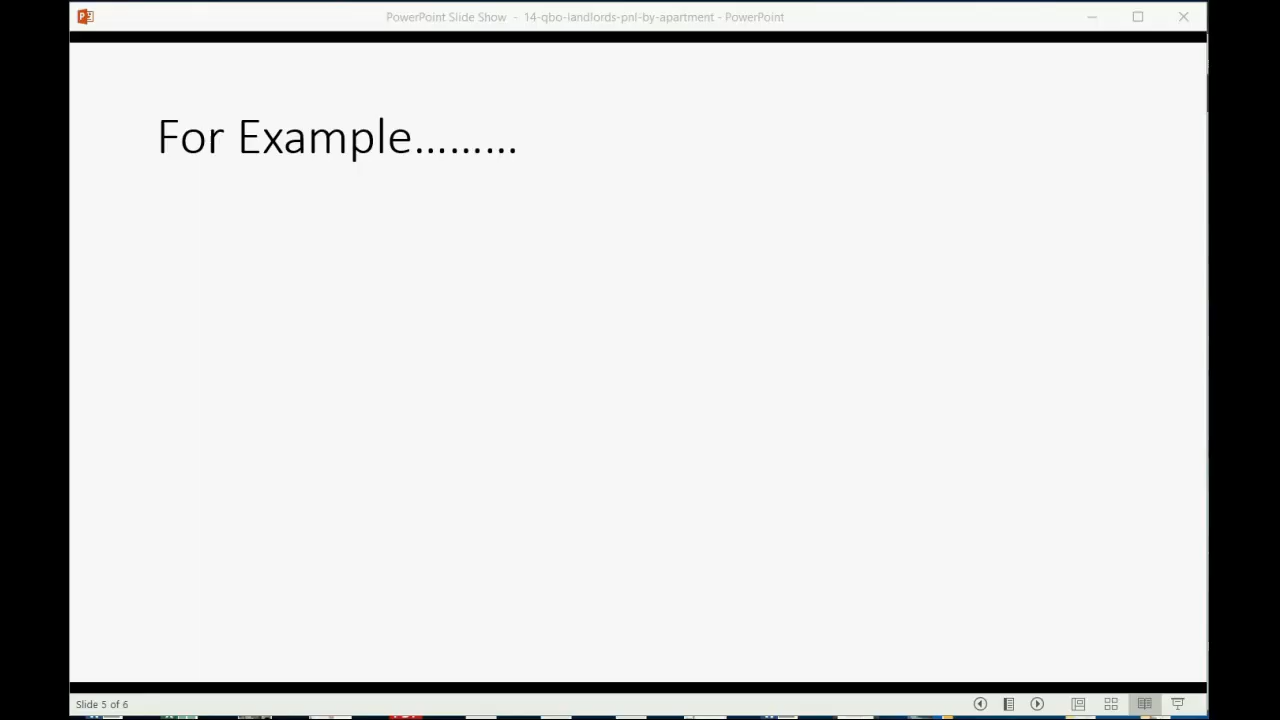 PowerPoint Slide Show - 14-qbo-landlords-pnl-by-apartment - PowerPoint
For Example.........
Slide 5 of 6